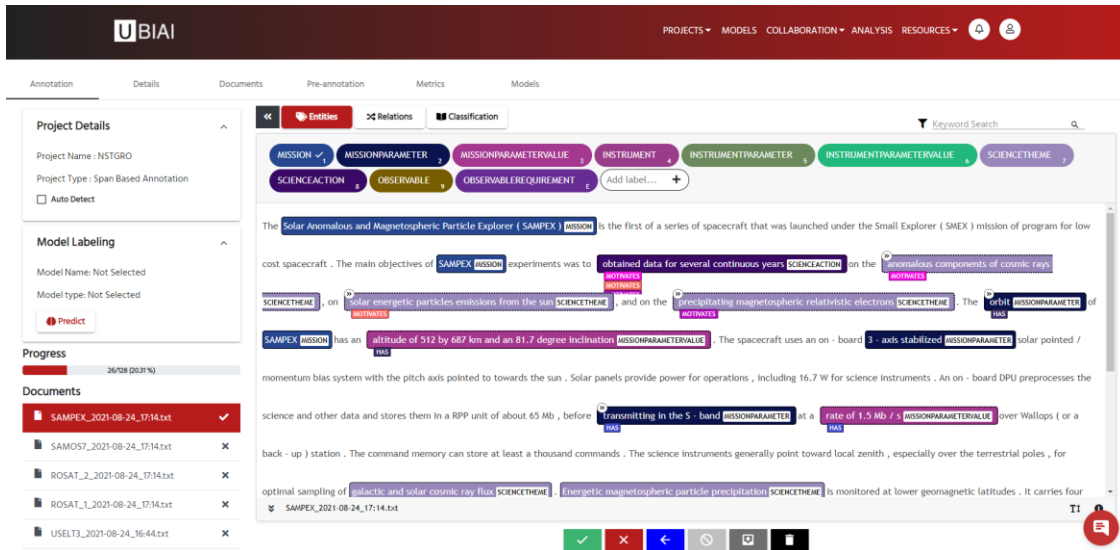 UBIAI
PROJECTS MODELS COLLABORATION ANALYSIS RESOURCES
Annotation Details Documents Pre-annotation Metrics Models
Project Details
Project Name : NSTGRO
Project Type : Span Based Annotation
Auto Detect
Model Labeling
Model Name: Not Selected
Model type: Not Selected
Predict
Progress
26/128 (20.31 %)
Documents
SAMPEX_2021-08-24_17:14.txt
SAMOS7_2021-08-24_17:14.txt
ROSAT_2_2021-08-24_17:14.txt
ROSAT_1_2021-08-24_17:14.txt
USELT3_2021-08-24_16:44.txt
Entities Relations Classification
Keyword Search
MISSION 1 MISSIONPARAMETER 2 MISSIONPARAMETERVALUE 3 INSTRUMENT 4 INSTRUMENTPARAMETER 5 INSTRUMENTPARAMETERVALUE 6 SCIENCETHEME 7
SCIENCEACTION 8 OBSERVABLE 9 OBSERVABLEREQUIREMENT E Add label... +
The Solar Anomalous and Magnetospheric Particle Explorer ( SAMPEX ) MISSION is the first of a series of spacecraft that was launched under the Small Explorer ( SMEX ) mission of program for low
cost spacecraft . The main objectives of SAMPEX MISSION experiments was to obtained data for several continuous years SCIENCEACTION on the anomalous components of cosmic rays
MOTIVATES MOTIVATES
MOTIVATES
SCIENCETHEME , on solar energetic particles emissions from the sun SCIENCETHEME , and on the precipitating magnetospheric relativistic electrons SCIENCETHEME . The orbit MISSIONPARAMETER of
MOTIVATES MOTIVATES HAS
SAMPEX MISSION has an altitude of 512 by 687 km and an 81.7 degree inclination MISSIONPARAMETERVALUE . The spacecraft uses an on - board 3 - axis stabilized MISSIONPARAMETER solar pointed /
HAS
momentum bias system with the pitch axis pointed to towards the sun . Solar panels provide power for operations , including 16.7 W for science instruments . An on - board DPU preprocesses the
science and other data and stores them in a RPP unit of about 65 Mb , before transmitting in the S - band MISSIONPARAMETER at a rate of 1.5 Mb / s MISSIONPARAMETERVALUE over Wallops ( or a
HAS HAS
back - up ) station . The command memory can store at least a thousand commands . The science instruments generally point toward local zenith , especially over the terrestrial poles , for
optimal sampling of galactic and solar cosmic ray flux SCIENCETHEME . Energetic magnetospheric particle precipitation SCIENCETHEME is monitored at lower geomagnetic latitudes . It carries four
SAMPEX_2021-08-24_17:14.txt